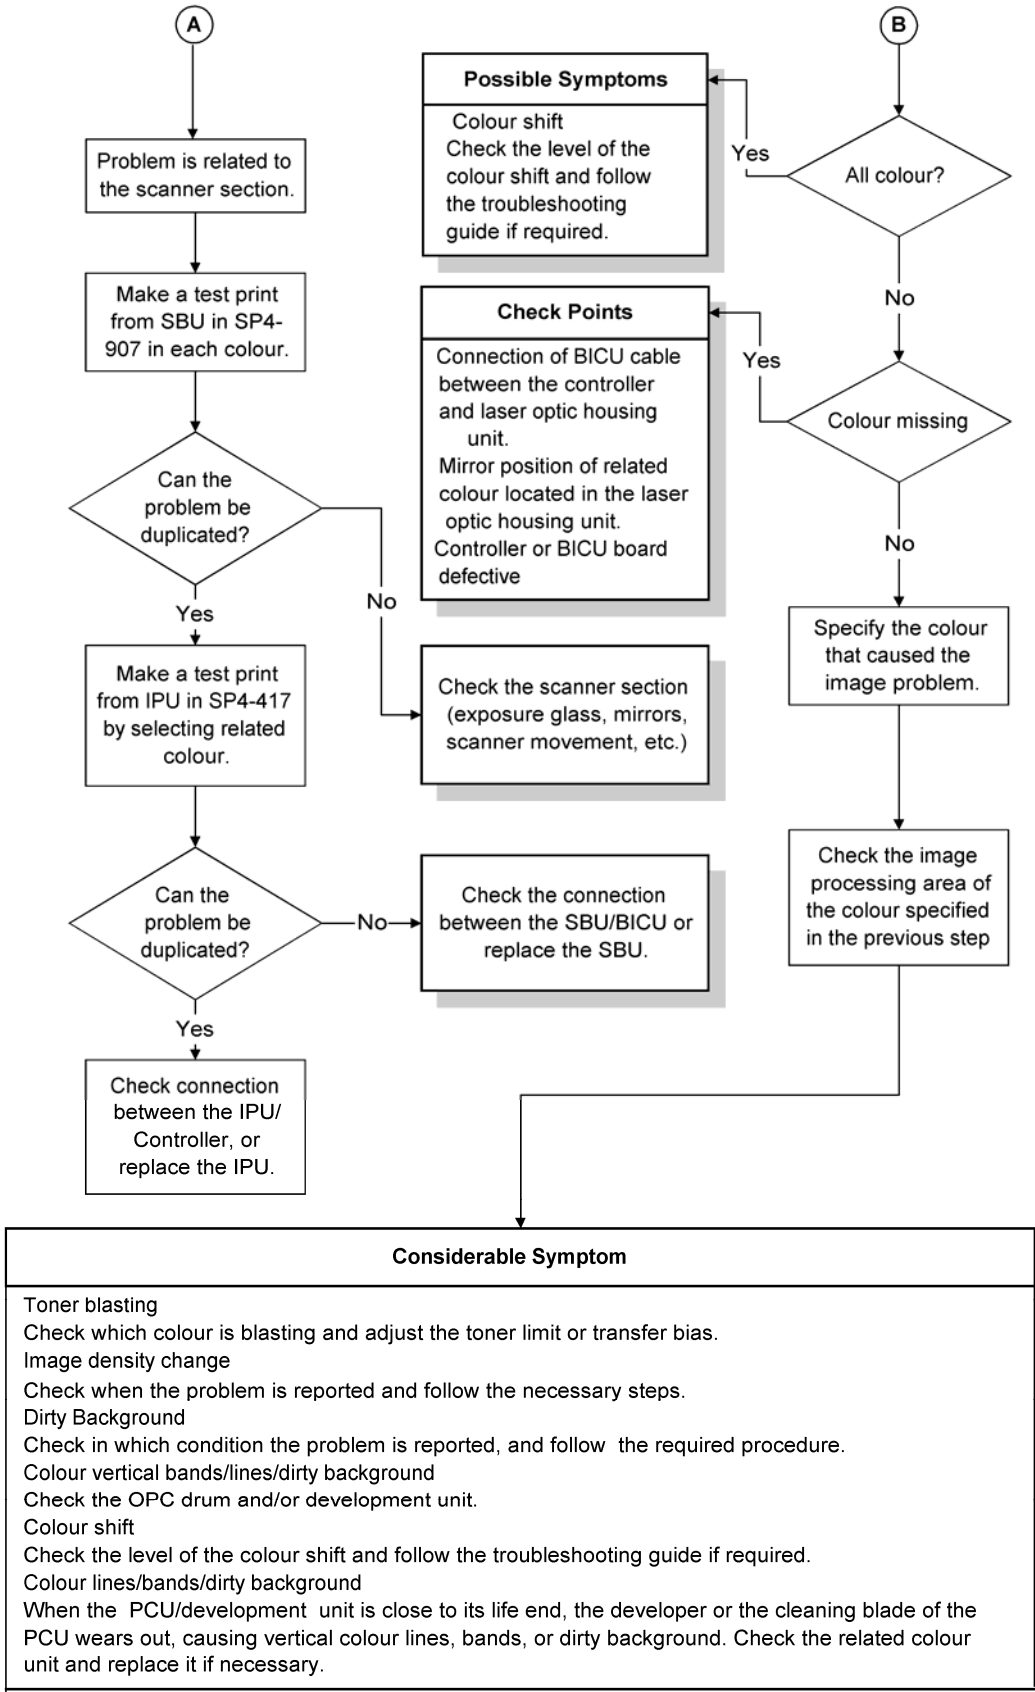 A
Problem is related to
the scanner section.
Make a test print
from SBU in SP4-
907 in each colour.
Can the
problem be
duplicated?
No
Yes
Make a test print
from IPU in SP4-417
by selecting related
colour.
Can the
problem be
duplicated?
No
Yes
Check connection
between the IPU/
Controller, or
replace the IPU.
Possible Symptoms
Colour shift
Check the level of the
colour shift and follow
the troubleshooting
guide if required.
Check Points
Connection of BICU cable
between the controller
and laser optic housing
unit.
Mirror position of related
colour located in the laser
optic housing unit.
Controller or BICU board
defective
Check the scanner section
(exposure glass, mirrors,
scanner movement, etc.)
Check the connection
between the SBU/BICU or
replace the SBU.
B
Yes
All colour?
No
Yes
Colour missing
No
Specify the colour
that caused the
image problem.
Check the image
processing area of
the colour specified
in the previous step
Considerable Symptom
Toner blasting
Check which colour is blasting and adjust the toner limit or transfer bias.
Image density change
Check when the problem is reported and follow the necessary steps.
Dirty Background
Check in which condition the problem is reported, and follow the required procedure.
Colour vertical bands/lines/dirty background
Check the OPC drum and/or development unit.
Colour shift
Check the level of the colour shift and follow the troubleshooting guide if required.
Colour lines/bands/dirty background
When the PCU/development unit is close to its life end, the developer or the cleaning blade of the
PCU wears out, causing vertical colour lines, bands, or dirty background. Check the related colour
unit and replace it if necessary.